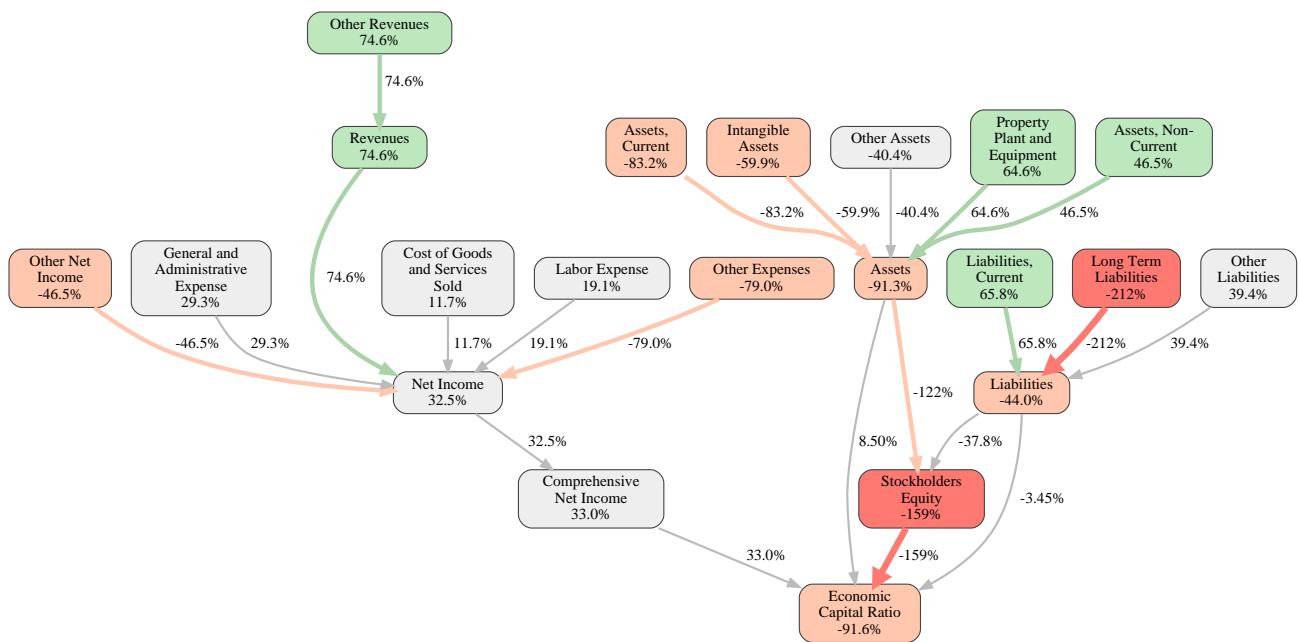 Other Revenues
74.6%
74.6%
Revenues
74.6%
Assets,
Current
-83.2%
Intangible
Assets
-59.9%
Other Assets
-40.4%
Property
Plant and
Equipment
64.6%
Assets, Non-
Current
46.5%
-83.2%
-59.9%
-40.4%
64.6%
46.5%
Other Net
Income
-46.5%
General and
Administrative
Expense
29.3%
74.6%
Cost of Goods
and Services
Sold
11.7%
Labor Expense
19.1%
Other Expenses
-79.0%
Assets
-91.3%
Liabilities,
Current
65.8%
Long Term
Liabilities
-212%
Other
Liabilities
39.4%
-46.5%
29.3%
11.7%
19.1%
-79.0%
65.8%
-212%
39.4%
Net Income
32.5%
-122%
Liabilities
-44.0%
32.5%
8.50%
-37.8%
Comprehensive
Net Income
33.0%
Stockholders
Equity
-159%
-3.45%
33.0%
-159%
Economic
Capital Ratio
-91.6%